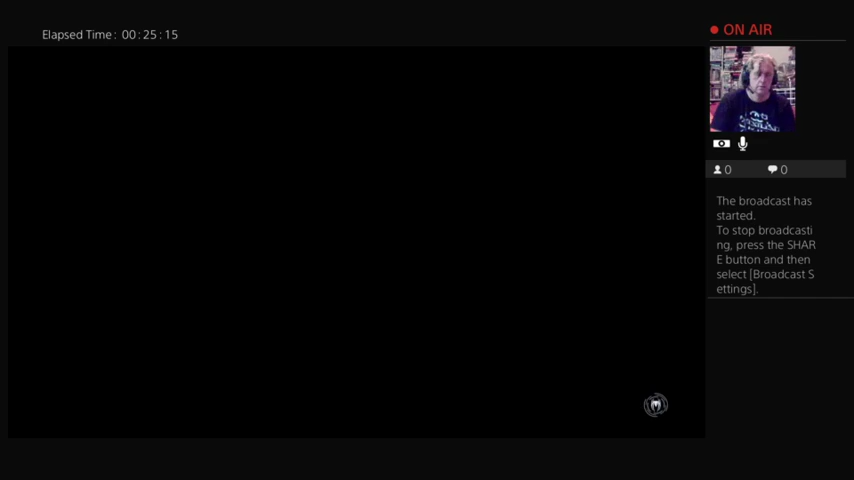 Elapsed Time: 00:25:15
ON AIR
0 0
The broadcast has
started.
To stop broadcasti
ng, press the SHAR
E button and then
select [Broadcast S
ettings].